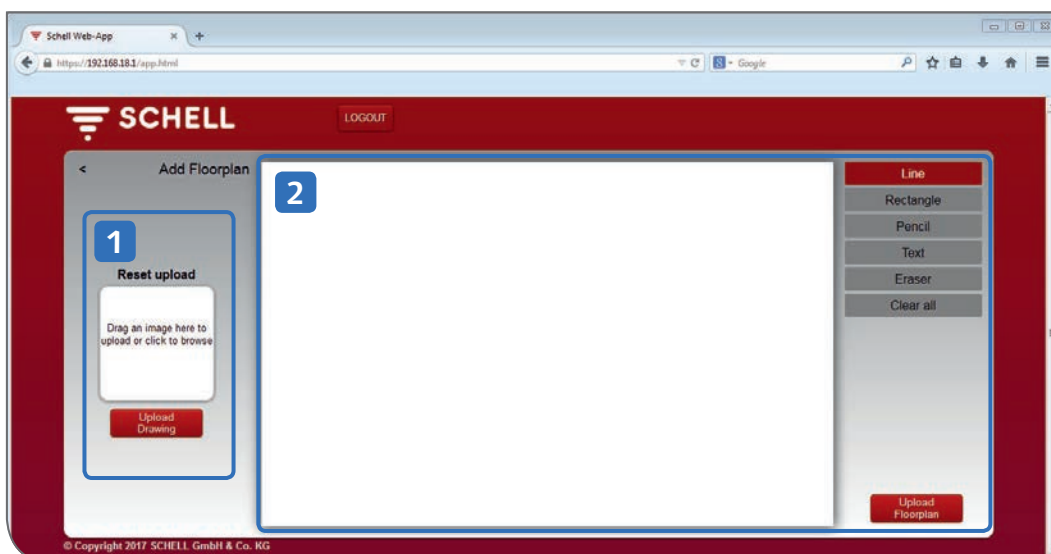 Schell Web-App
https://192.168.18.1/app.html
Google
SCHELL
LOGOUT
<
Add Floorplan
1
Reset upload
Drag an image here to
upload or click to browse
Upload
Drawing
2
Line
Rectangle
Pencil
Text
Eraser
Clear all
Upload
Floorplan
© Copyright 2017 SCHELL GmbH & Co. KG